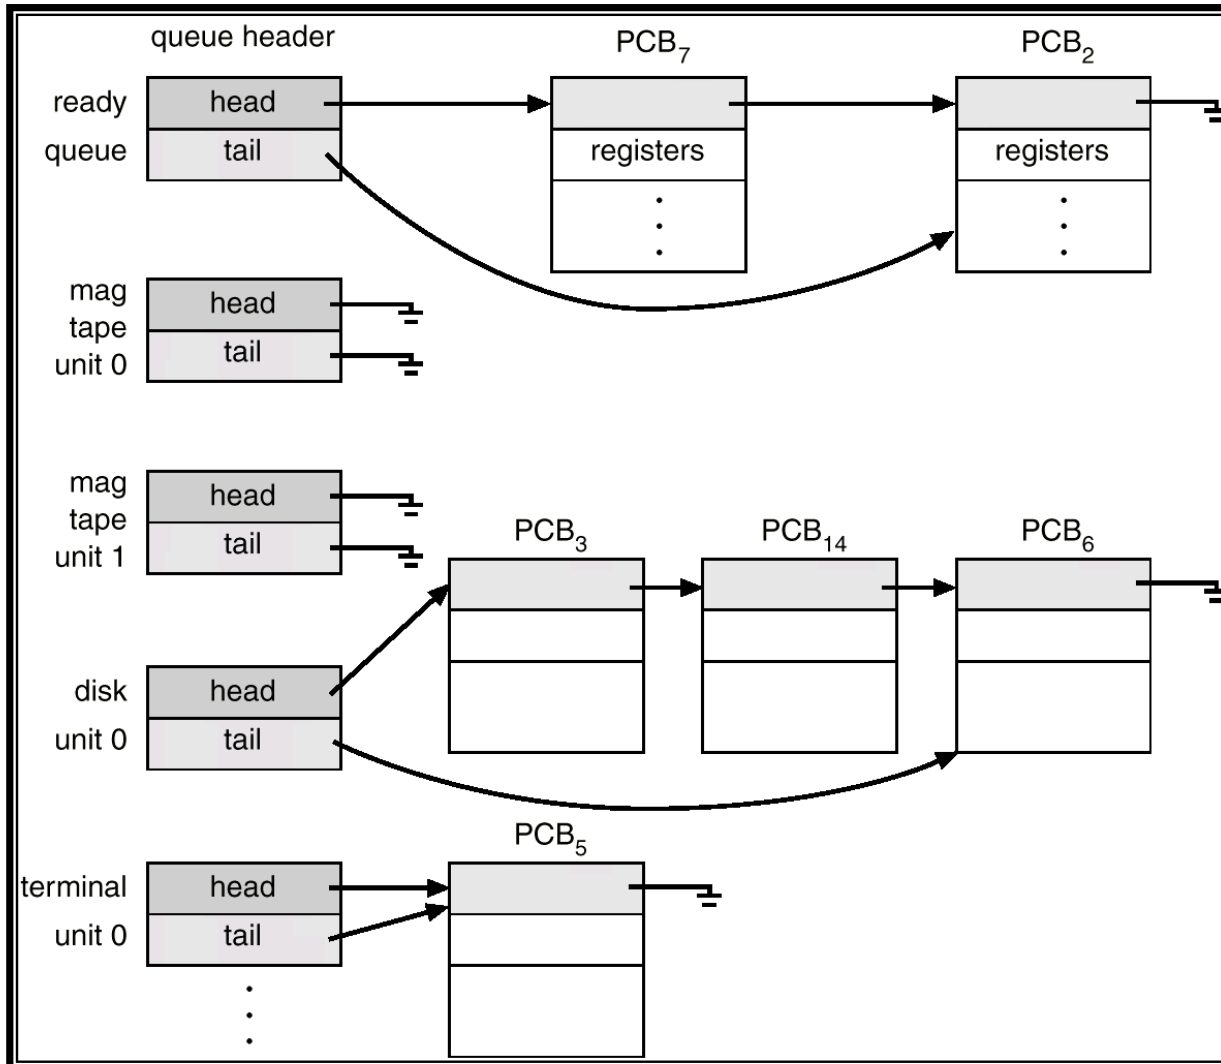 queue header
PCB7
PCB2
ready
queue
head
tail
registers
registers
mag
tape
unit 0
head
tail
mag
tape
unit 1
head
tail
PCB3
PCB14
PCB6
disk
unit 0
head
tail
PCB5
terminal
unit 0
head
tail